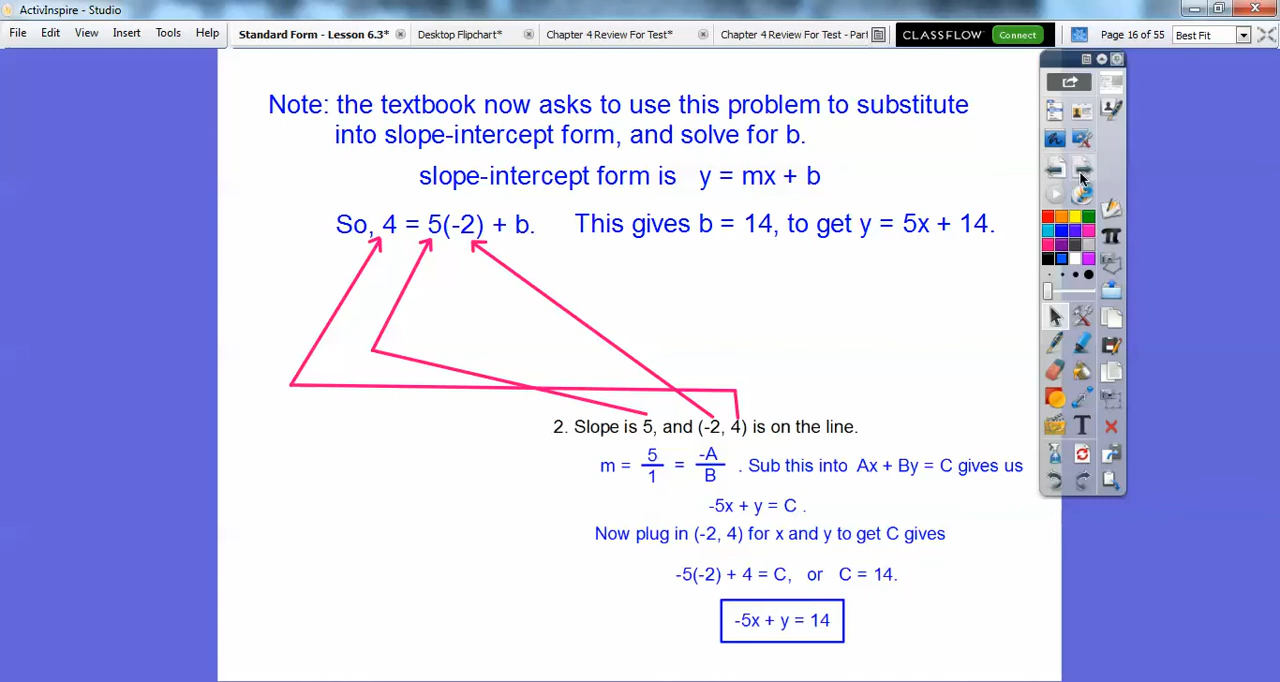 ActivInspire - Studio
File Edit View Insert Tools Help
Standard Form - Lesson 6.3* Desktop Flipchart* Chapter 4 Review For Test* Chapter 4 Review For Test - Part
CLASSFLOW Connect
Page 16 of 55 Best Fit
Note: the textbook now asks to use this problem to substitute
into slope-intercept form, and solve for b.
slope-intercept form is y = mx + b
So, 4 = 5(-2) + b. This gives b = 14, to get y = 5x + 14.
2. Slope is 5, and (-2, 4) is on the line.
m = 5/1 = -A/B . Sub this into Ax + By = C gives us
-5x + y = C .
Now plug in (-2, 4) for x and y to get C gives
-5(-2) + 4 = C, or C = 14.
-5x + y = 14